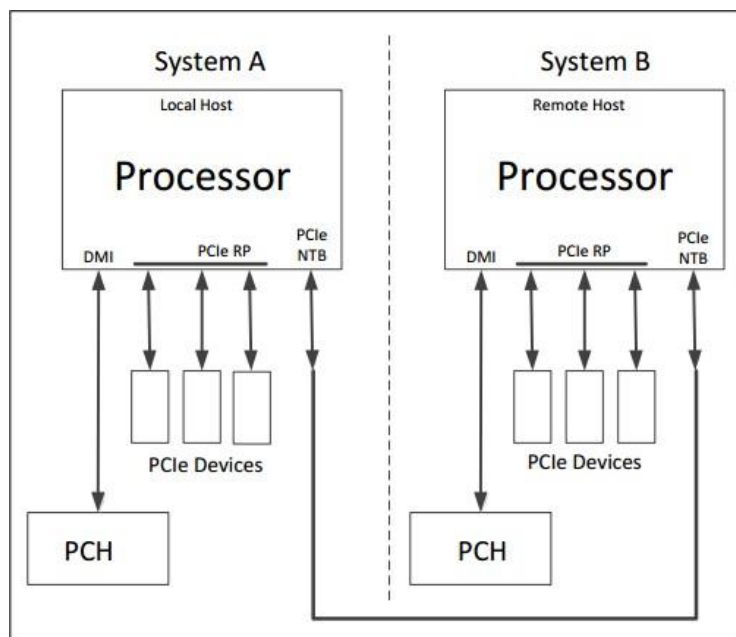 System A
Local Host
Processor
DMI
PCIe RP
PCIe
NTB
PCIe Devices
PCH
System B
Remote Host
Processor
DMI
PCIe RP
PCIe
NTB
PCIe Devices
PCH